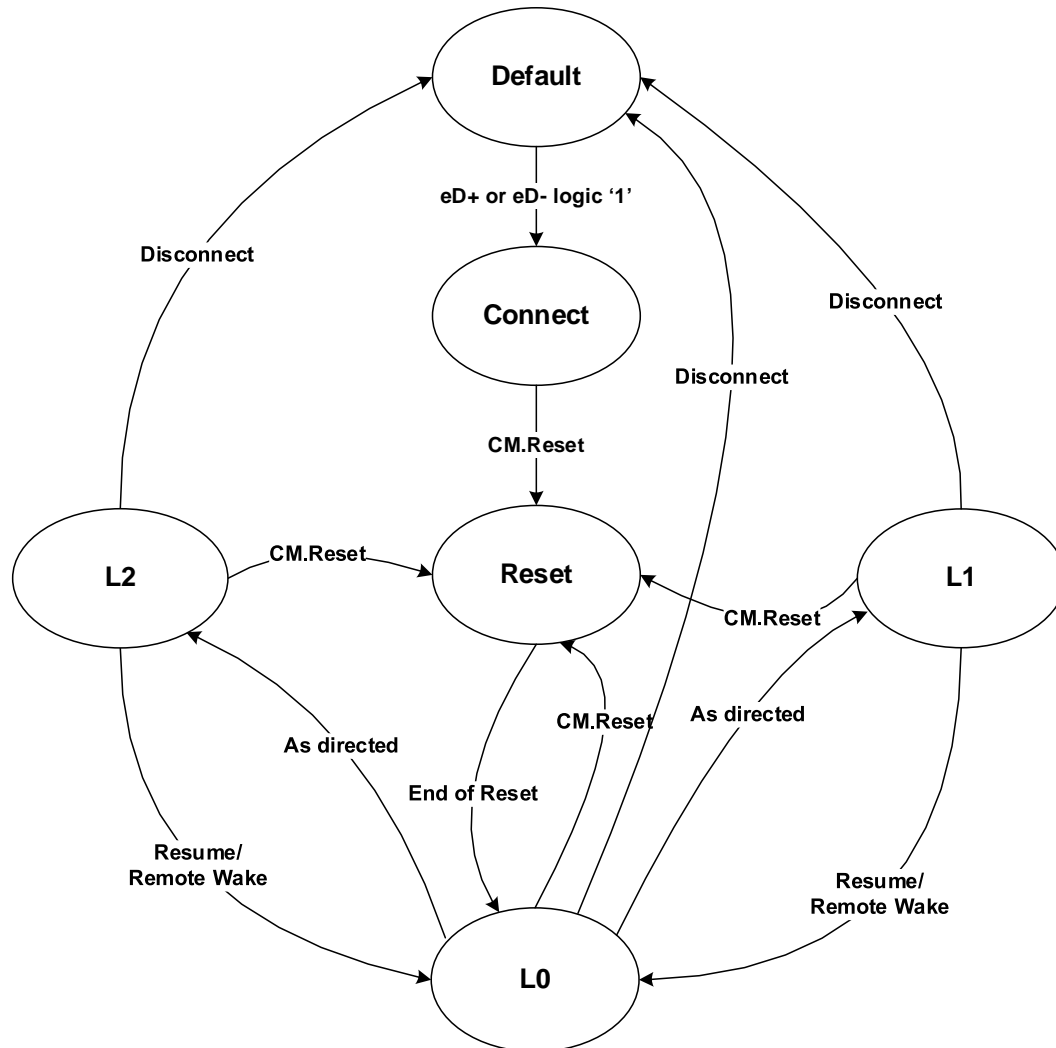 Default
eD+ or eD- logic ‘1’
Disconnect
Connect
Disconnect
Disconnect
CM.Reset
L2
CM.Reset
Reset
L1
CM.Reset
As directed
CM.Reset
As directed
End of Reset
Resume/
Remote Wake
Resume/
Remote Wake
L0